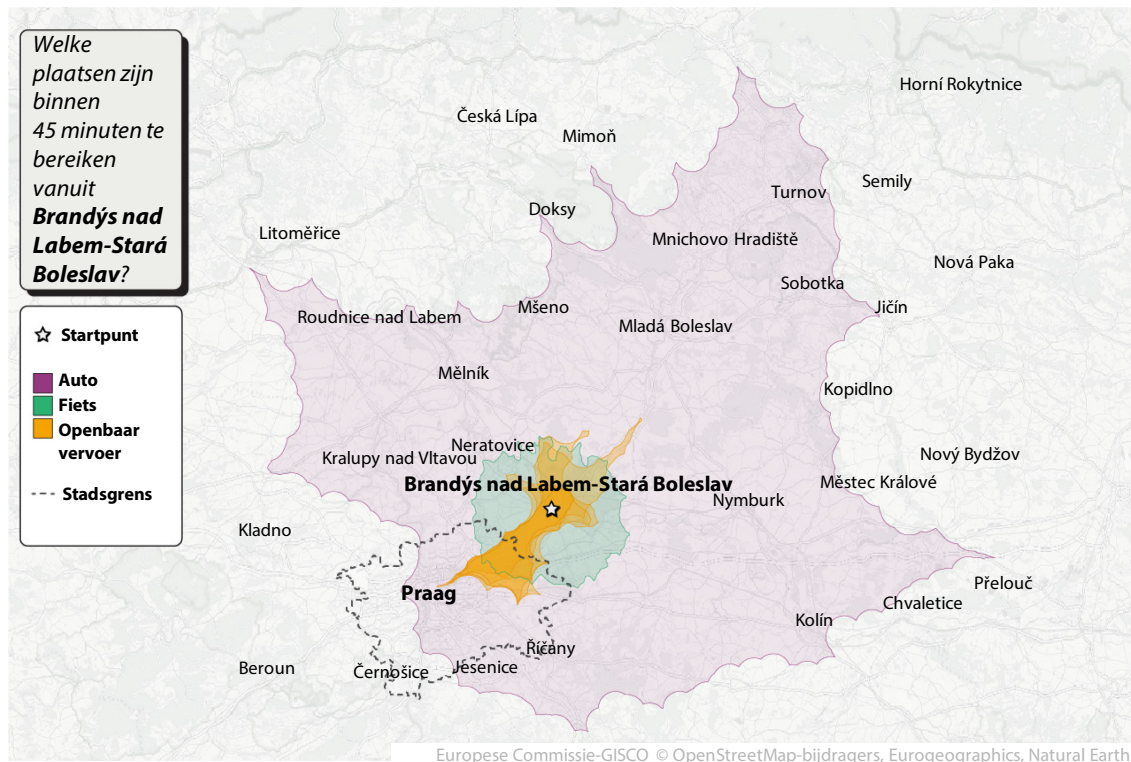 Welke
plaatsen zijn
binnen
45 minuten te
bereiken
vanuit
Brandýs nad
Labem-Stará
Boleslav?
Startpunt
Auto
Fiets
Openbaar
vervoer
Stadsgrens
Horní Rokytnice
Česká Lípa
Mimoň
Semily
Turnov
Doksy
Litoměřice
Mnichovo Hradiště
Nová Paka
Sobotka
Jičín
Mšeno
Roudnice nad Labem
Mladá Boleslav
Mělník
Kopidlno
Neratovice
Kralupy nad Vltavou
Nový Bydžov
Brandýs nad Labem-Stará Boleslav
Městec Králové
Nymburk
Kladno
Přelouč
Praag
Chvaletice
Kolín
Říčany
Beroun
Černošice
Jesenice
Europese Commissie-GISCO © OpenStreetMap-bijdragers, Eurogeographics, Natural Earth